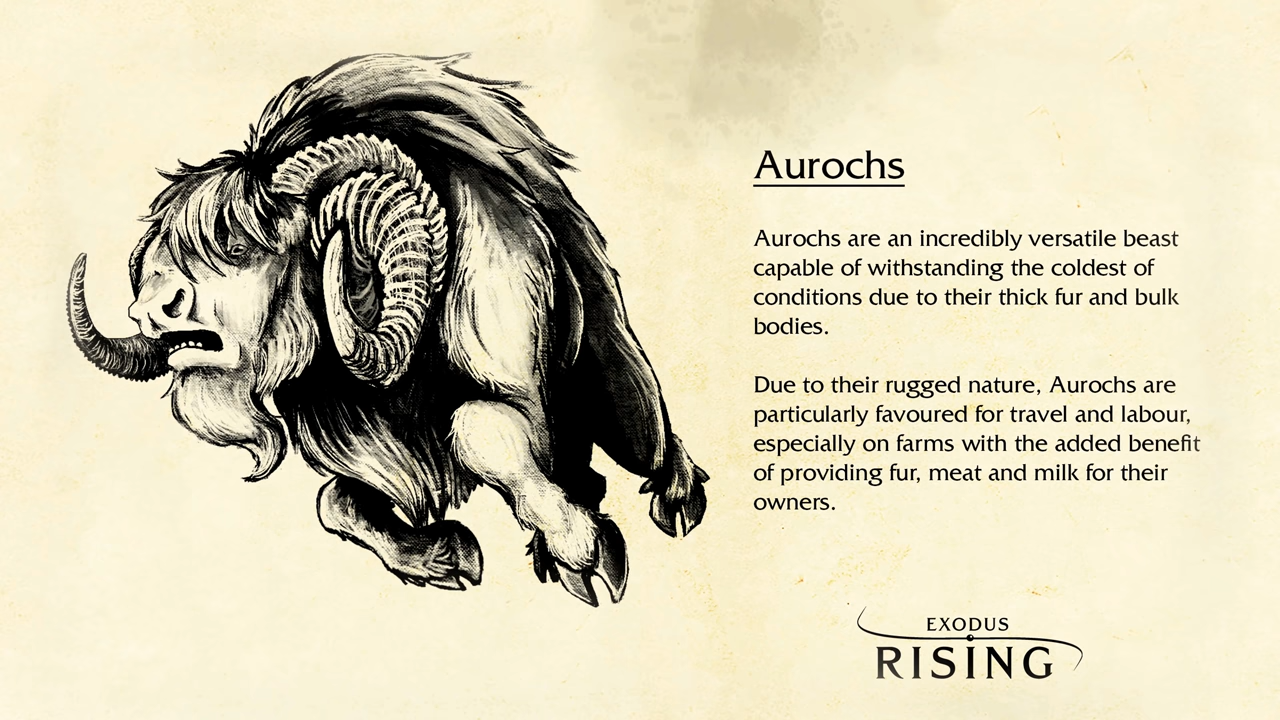 Aurochs
Aurochs are an incredibly versatile beast
capable of withstanding the coldest of
conditions due to their thick fur and bulk
bodies.
Due to their rugged nature, Aurochs are
particularly favoured for travel and labour,
especially on farms with the added benefit
of providing fur, meat and milk for their
owners.
EXODUS
RISING